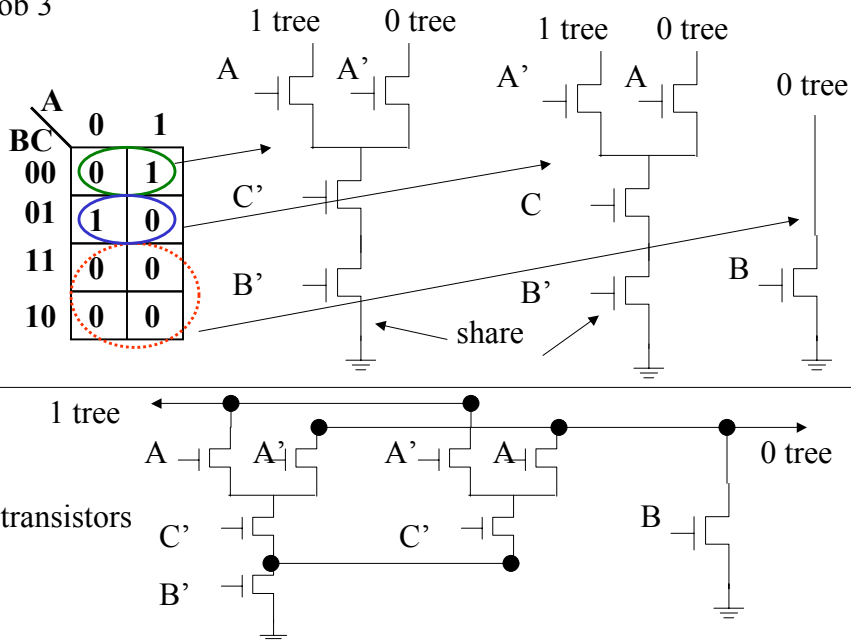 ob 3
1 tree 0 tree
1 tree 0 tree
0 tree
A A’
A’ A
A
0 1
BC
00 0 1
01 1 0
11 0 0
10 0 0
C’
B’
C
B’
B
share
1 tree
0 tree
A A’ A’ A
transistors
C’ C’
B
B’